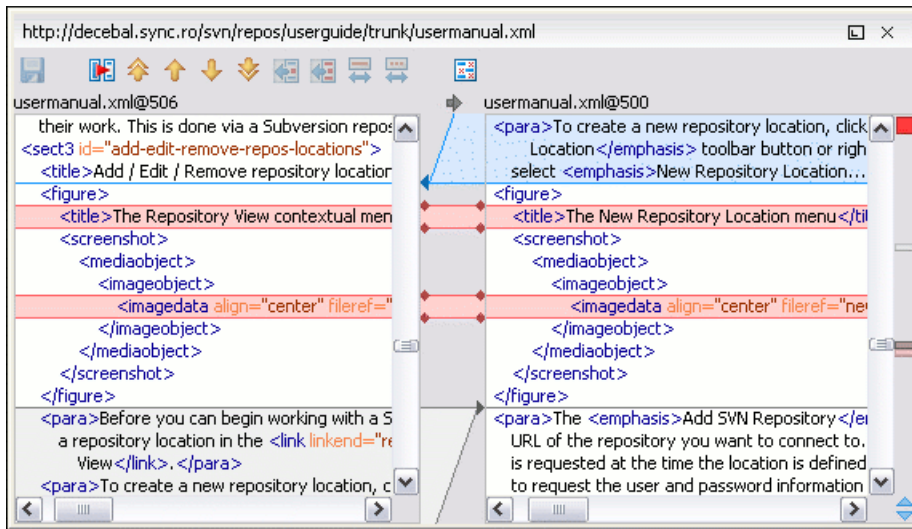 http://decebal.sync.ro/svn/repos/userguide/trunk/usermanual.xml
usermanual.xml@506
their work. This is done via a Subversion repos
<sect3 id="add-edit-remove-repos-locations">
<title>Add / Edit / Remove repository location
<figure>
<title>The Repository View contextual men
<screenshot>
<mediaobject>
<imageobject>
<imagedata align="center" fileref="
</imageobject>
</mediaobject>
</screenshot>
</figure>
<para>Before you can begin working with a S
a repository location in the <link linkend="re
View</link>.</para>
<para>To create a new repository location, c
usermanual.xml@500
<para>To create a new repository location, click
Location</emphasis> toolbar button or righ
select <emphasis>New Repository Location...
<figure>
<title>The New Repository Location menu</tit
<screenshot>
<mediaobject>
<imageobject>
<imagedata align="center" fileref="nev
</imageobject>
</mediaobject>
</screenshot>
</figure>
<para>The <emphasis>Add SVN Repository</en
URL of the repository you want to connect to.
is requested at the time the location is defined
to request the user and password information